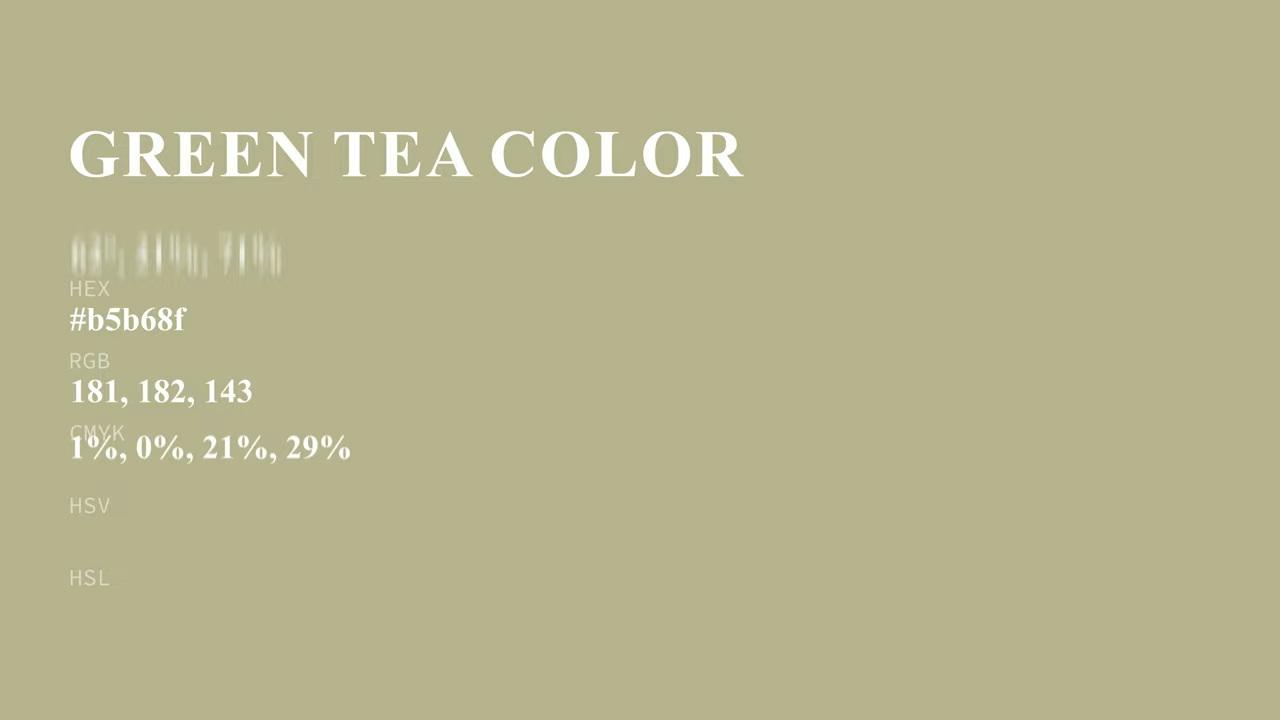 GREEN TEA COLOR
HEX
#b5b68f
RGB
181, 182, 143
CMYK
1%, 0%, 21%, 29%
HSV
HSL